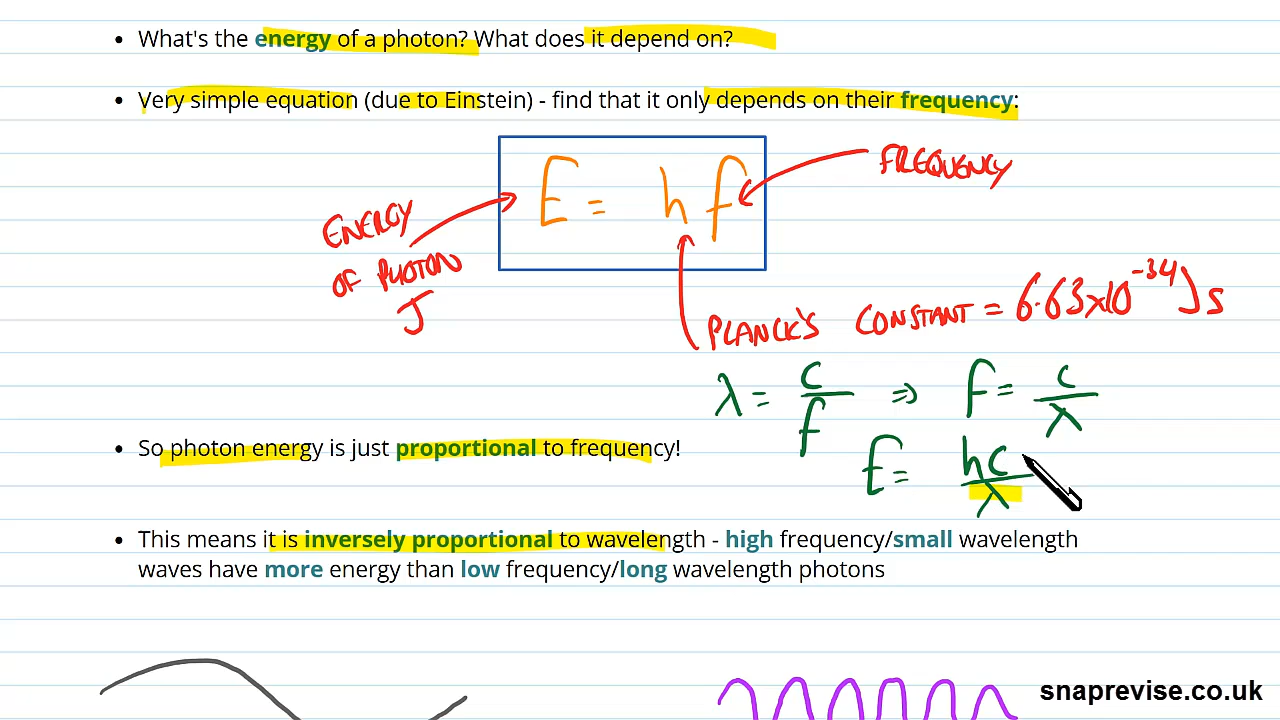 • What's the energy of a photon? What does it depend on?
• Very simple equation (due to Einstein) - find that it only depends on their frequency:
FREQUENCY
E = hf
ENERGY
OF PHOTON
J
PLANCK'S CONSTANT = 6.63x10^-34 Js
λ = c/f ⇒ f = c/λ
• So photon energy is just proportional to frequency!
E = hc/λ
• This means it is inversely proportional to wavelength - high frequency/small wavelength
waves have more energy than low frequency/long wavelength photons
snaprevise.co.uk